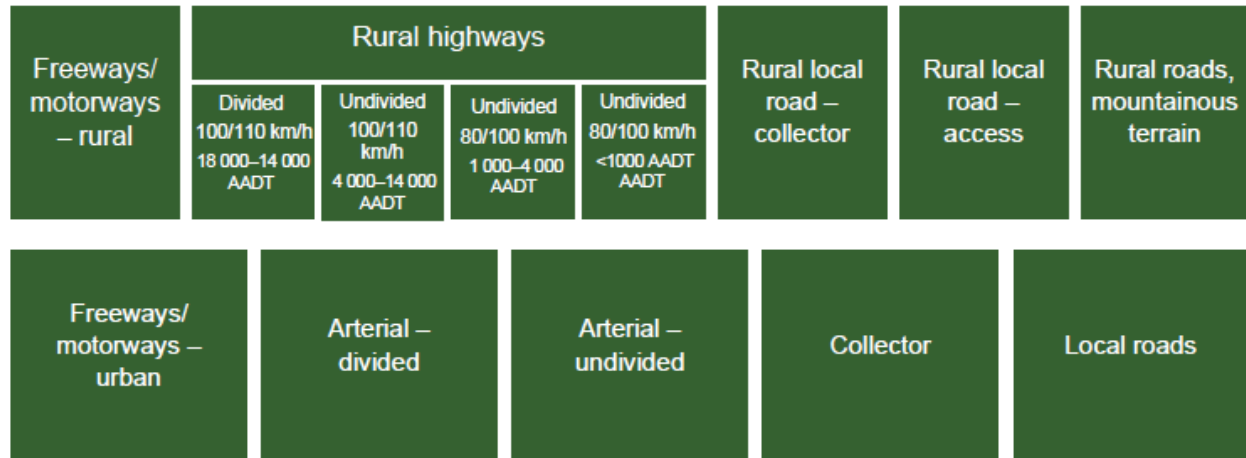 Freeways/
motorways
– rural
Rural highways
Divided
100/110 km/h
18 000–14 000
AADT
Undivided
100/110
km/h
4 000–14 000
AADT
Undivided
80/100 km/h
1 000–4 000
AADT
Undivided
80/100 km/h
<1000 AADT
AADT
Rural local
road –
collector
Rural local
road –
access
Rural roads,
mountainous
terrain
Freeways/
motorways –
urban
Arterial –
divided
Arterial –
undivided
Collector
Local roads